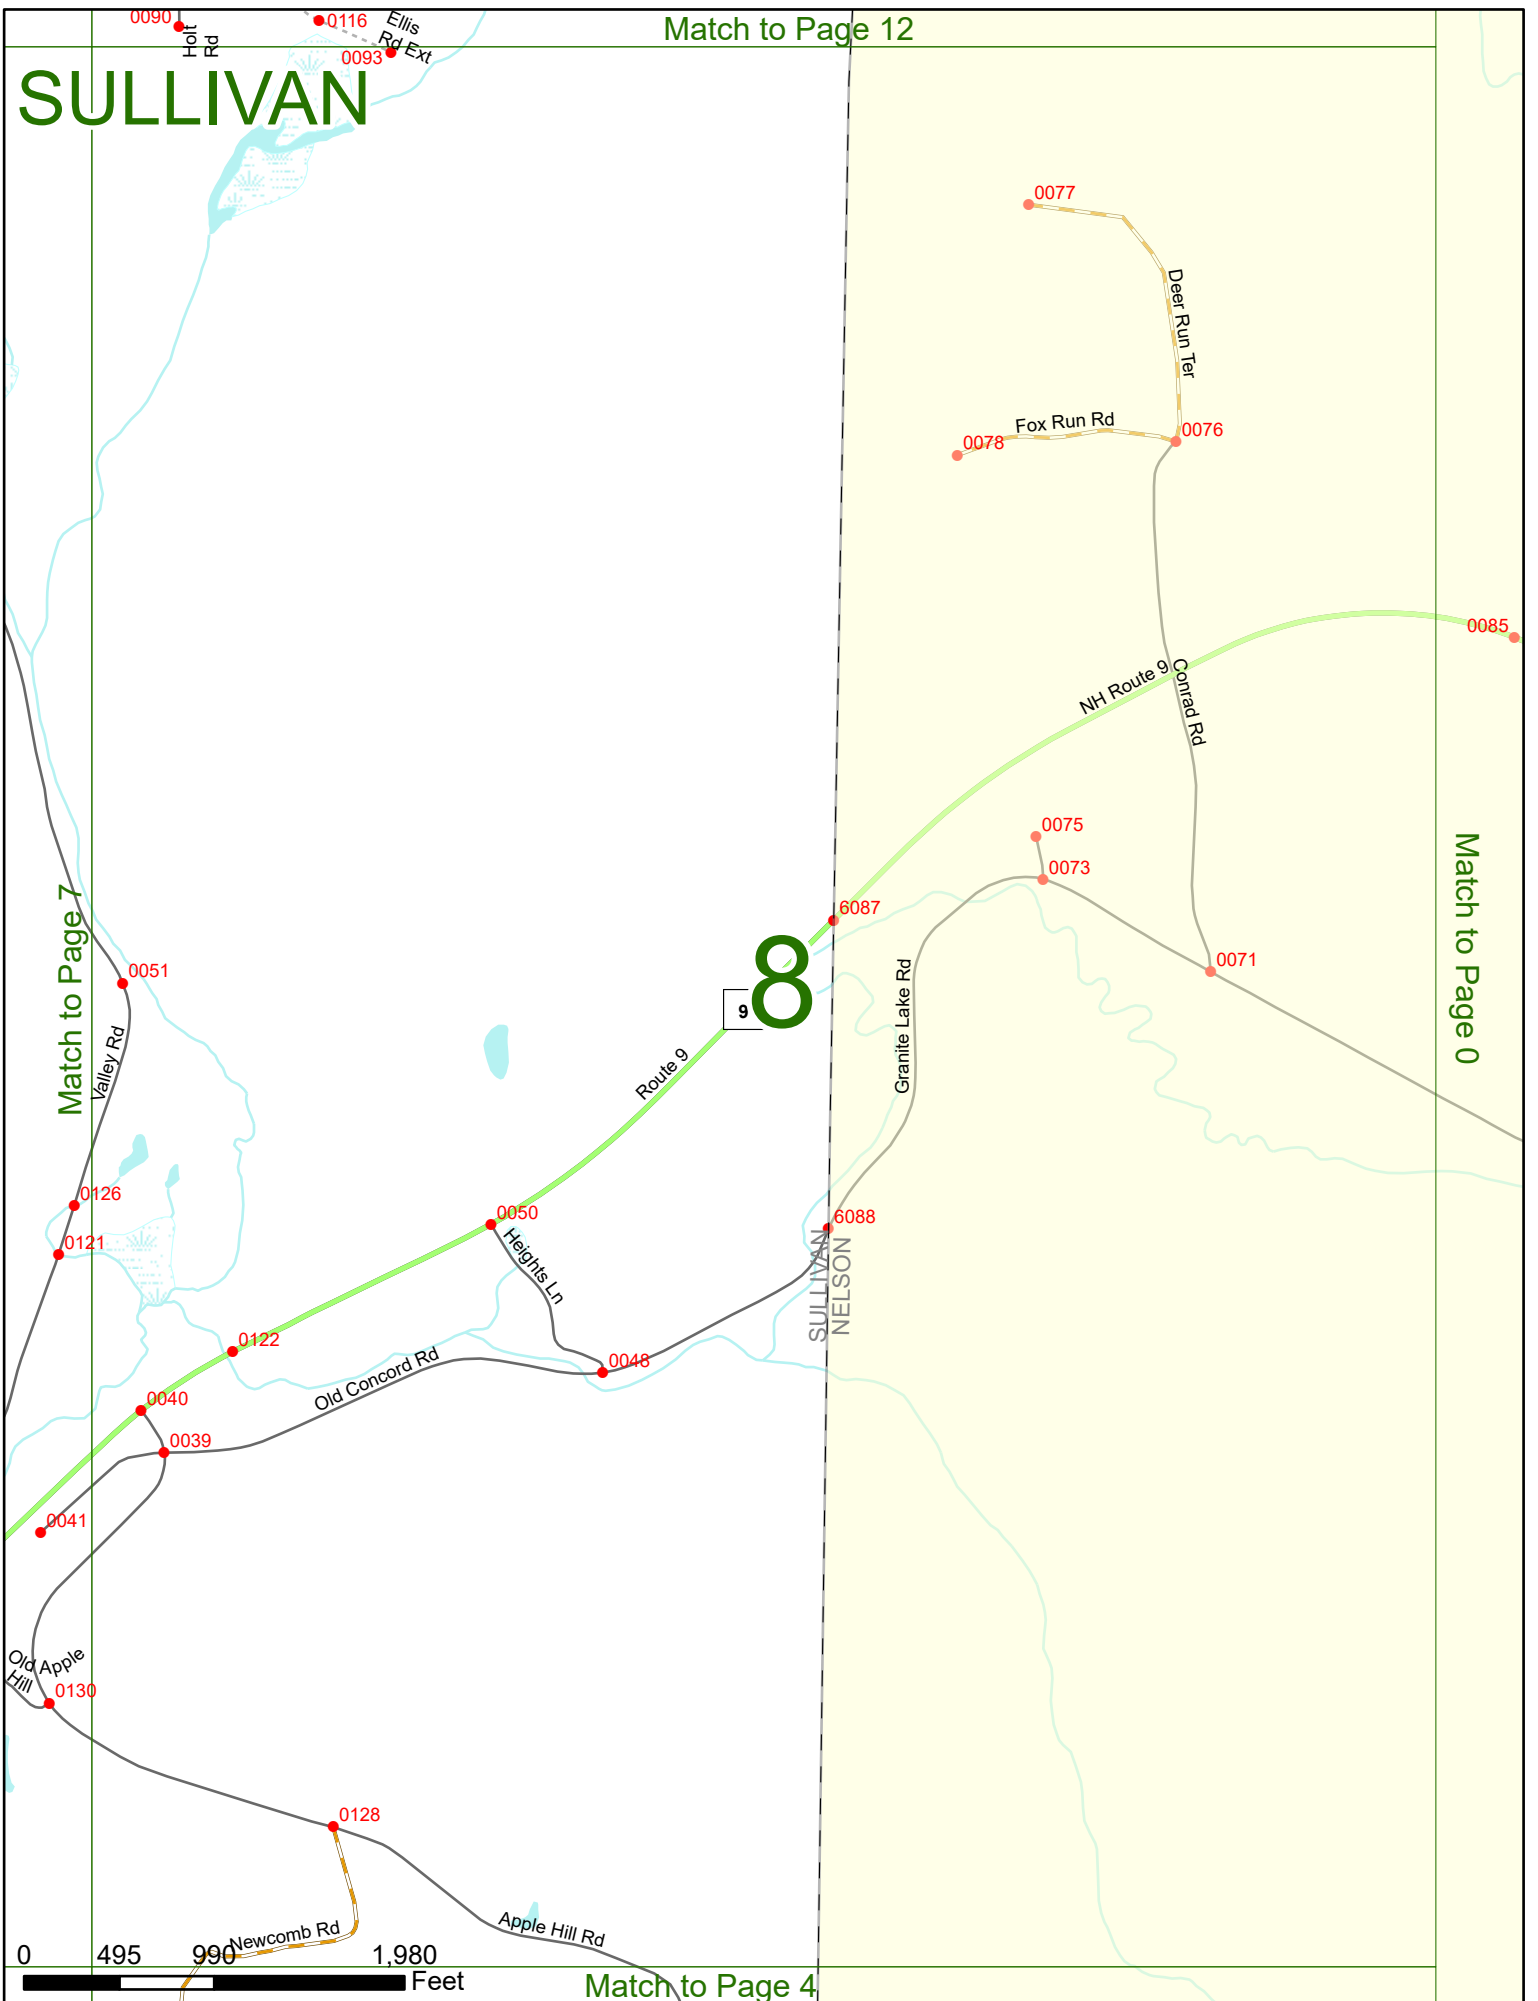 0090
Holt
Rd
0116
Ellis
Rd Ext
0093
Match to Page 12
SULLIVAN
0077
Deer Run Ter
Fox Run Rd
0078
0076
0085
NH Route 9
Conrad Rd
0075
0073
0071
6087
8
9
Match to Page 7
Match to Page 0
0051
Valley Rd
Route 9
Granite Lake Rd
0126
0121
0050
Heights Ln
6088
SULLIVAN
NELSON
0122
0048
Old Concord Rd
0040
0039
0041
Old Apple
Hill
0130
0128
Newcomb Rd
Apple Hill Rd
0 495 990 1,980
Feet
Match to Page 4